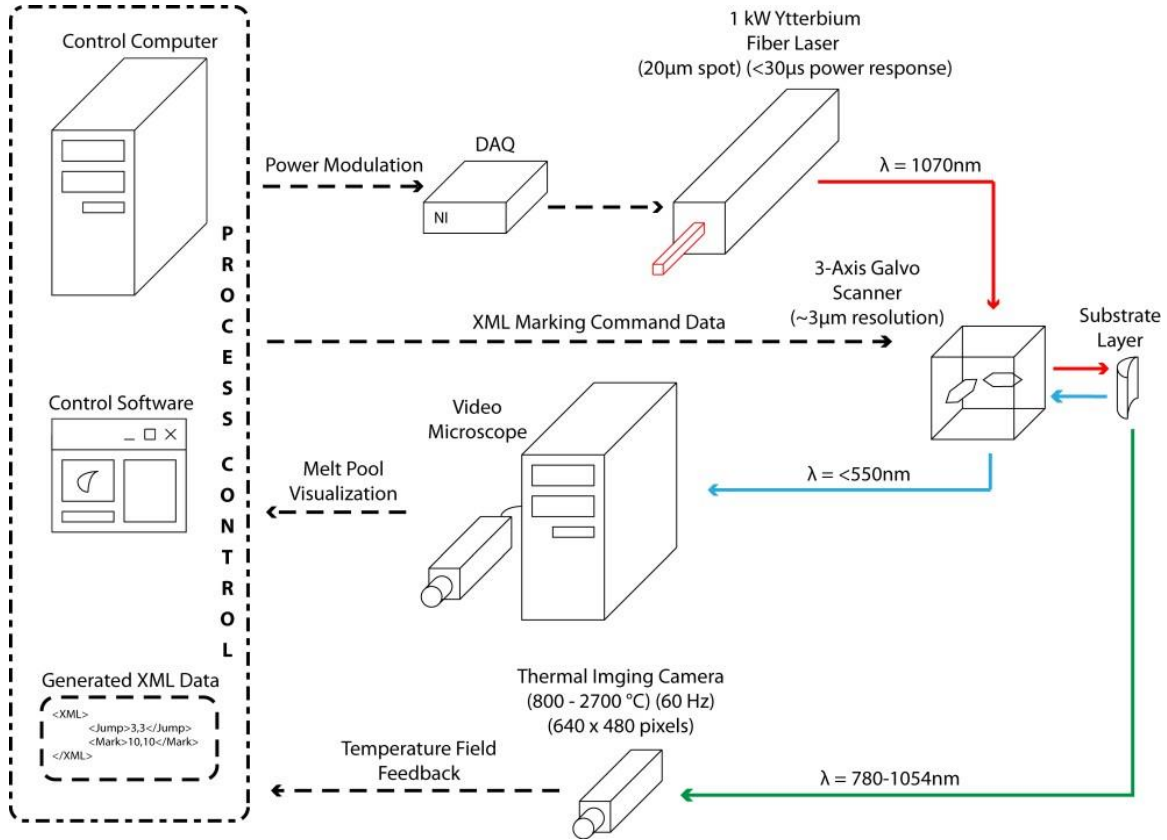 Control Computer
1 kW Ytterbium
Fiber Laser
(20μm spot) (<30μs power response)
DAQ
Power Modulation
NI
λ = 1070nm
PROCESS CONTROL
3-Axis Galvo
Scanner
(~3μm resolution)
XML Marking Command Data
Substrate
Layer
Control Software
Video
Microscope
Melt Pool
Visualization
λ = <550nm
Generated XML Data
<XML>
<Jump>3,3</Jump>
<Mark>10,10</Mark>
</XML>
Thermal Imging Camera
(800 - 2700 °C) (60 Hz)
(640 x 480 pixels)
Temperature Field
Feedback
λ = 780-1054nm